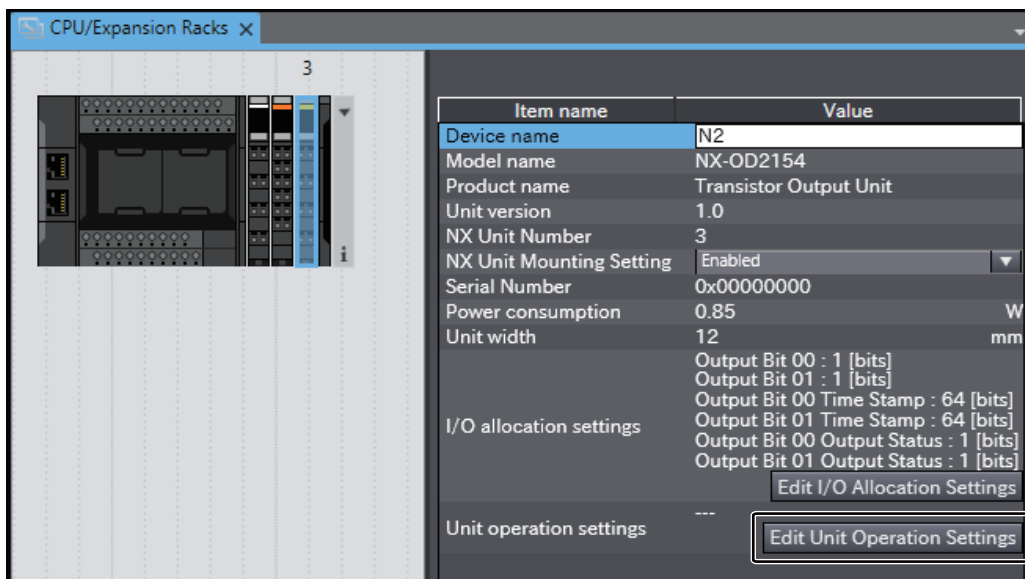 CPU/Expansion Racks
3
i
Item name Value
Device name N2
Model name NX-OD2154
Product name Transistor Output Unit
Unit version 1.0
NX Unit Number 3
NX Unit Mounting Setting Enabled
Serial Number 0x00000000
Power consumption 0.85 W
Unit width 12 mm
I/O allocation settings
Output Bit 00 : 1 [bits]
Output Bit 01 : 1 [bits]
Output Bit 00 Time Stamp : 64 [bits]
Output Bit 01 Time Stamp : 64 [bits]
Output Bit 00 Output Status : 1 [bits]
Output Bit 01 Output Status : 1 [bits]
Edit I/O Allocation Settings
Unit operation settings ---
Edit Unit Operation Settings